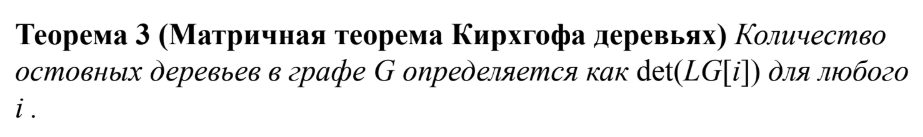 Теорема 3 (Матричная теорема Кирхгофа деревьях) Количество
остовных деревьев в графе G определяется как det(LG[i]) для любого
i .